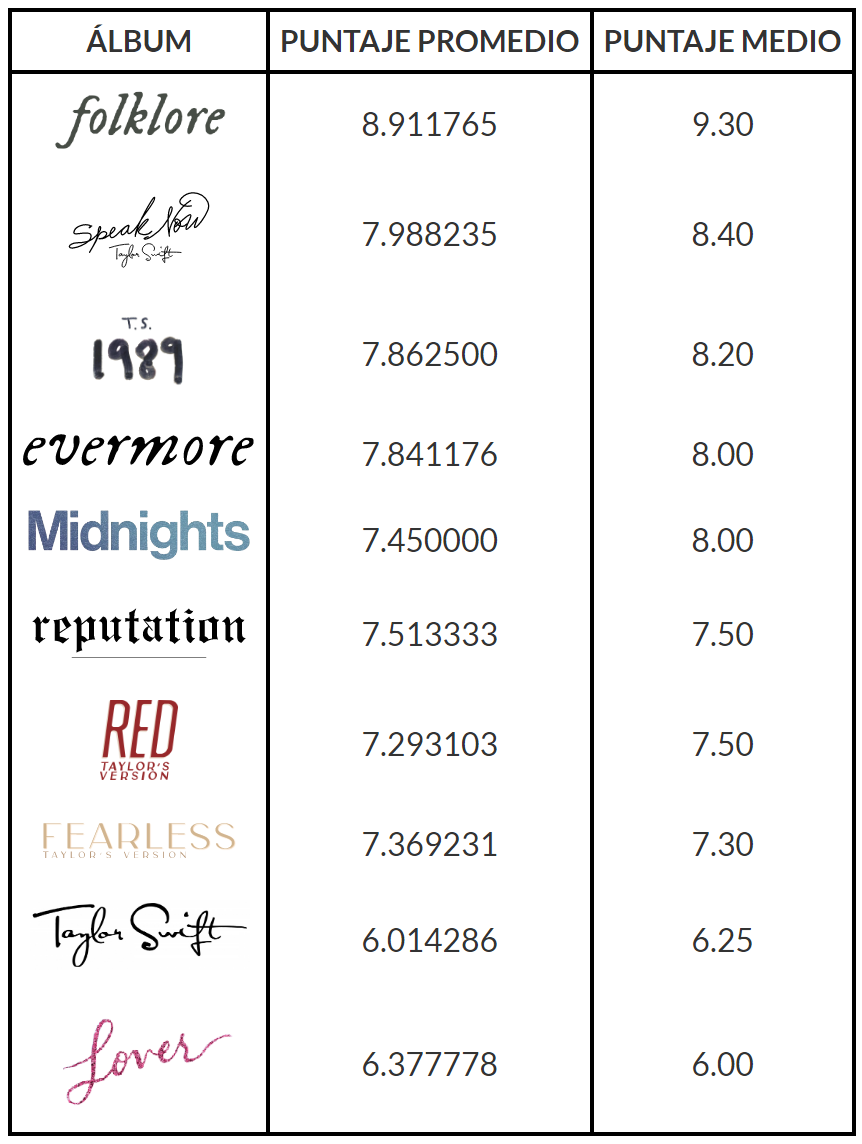 ÁLBUM PUNTAJE PROMEDIO PUNTAJE MEDIO
folklore 8.911765 9.30
Speak Now
Taylor Swift 7.988235 8.40
T.S.
1989 7.862500 8.20
evermore 7.841176 8.00
Midnights 7.450000 8.00
reputation 7.513333 7.50
RED
TAYLOR'S
VERSION 7.293103 7.50
FEARLESS
TAYLOR'S VERSION 7.369231 7.30
Taylor Swift 6.014286 6.25
Lover 6.377778 6.00